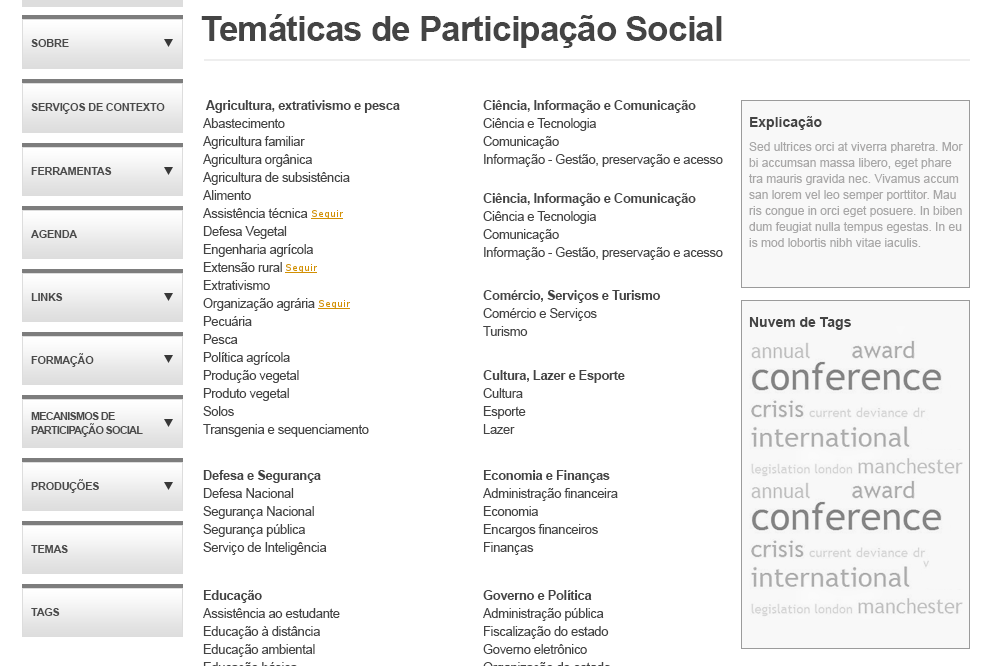 Temáticas de Participação Social
SOBRE
SERVIÇOS DE CONTEXTO
FERRAMENTAS
AGENDA
LINKS
FORMAÇÃO
MECANISMOS DE
PARTICIPAÇÃO SOCIAL
PRODUÇÕES
TEMAS
TAGS
Agricultura, extrativismo e pesca
Abastecimento
Agricultura familiar
Agricultura orgânica
Agricultura de subsistência
Alimento
Assistência técnica Seguir
Defesa Vegetal
Engenharia agrícola
Extensão rural Seguir
Extrativismo
Organização agrária Seguir
Pecuária
Pesca
Política agrícola
Produção vegetal
Produto vegetal
Solos
Transgenia e sequenciamento
Defesa e Segurança
Defesa Nacional
Segurança Nacional
Segurança pública
Serviço de Inteligência
Educação
Assistência ao estudante
Educação à distância
Educação ambiental
Educação básica
Ciência, Informação e Comunicação
Ciência e Tecnologia
Comunicação
Informação - Gestão, preservação e acesso
Ciência, Informação e Comunicação
Ciência e Tecnologia
Comunicação
Informação - Gestão, preservação e acesso
Comércio, Serviços e Turismo
Comércio e Serviços
Turismo
Cultura, Lazer e Esporte
Cultura
Esporte
Lazer
Economia e Finanças
Administração financeira
Economia
Encargos financeiros
Finanças
Governo e Política
Administração pública
Fiscalização do estado
Governo eletrônico
Organização do estado
Explicação
Sed ultrices orci at viverra pharetra. Mor
bi accumsan massa libero, eget phare
tra mauris gravida nec. Vivamus accum
san lorem vel leo semper porttitor. Mau
ris congue in orci eget posuere. In biben
dum feugiat nulla tempus egestas. In eu
is mod lobortis nibh vitae iaculis.
Nuvem de Tags
annual award
conference
crisis current deviance dr
international
legislation london manchester
annual award
conference
crisis current deviance dr
v
international
legislation london manchester